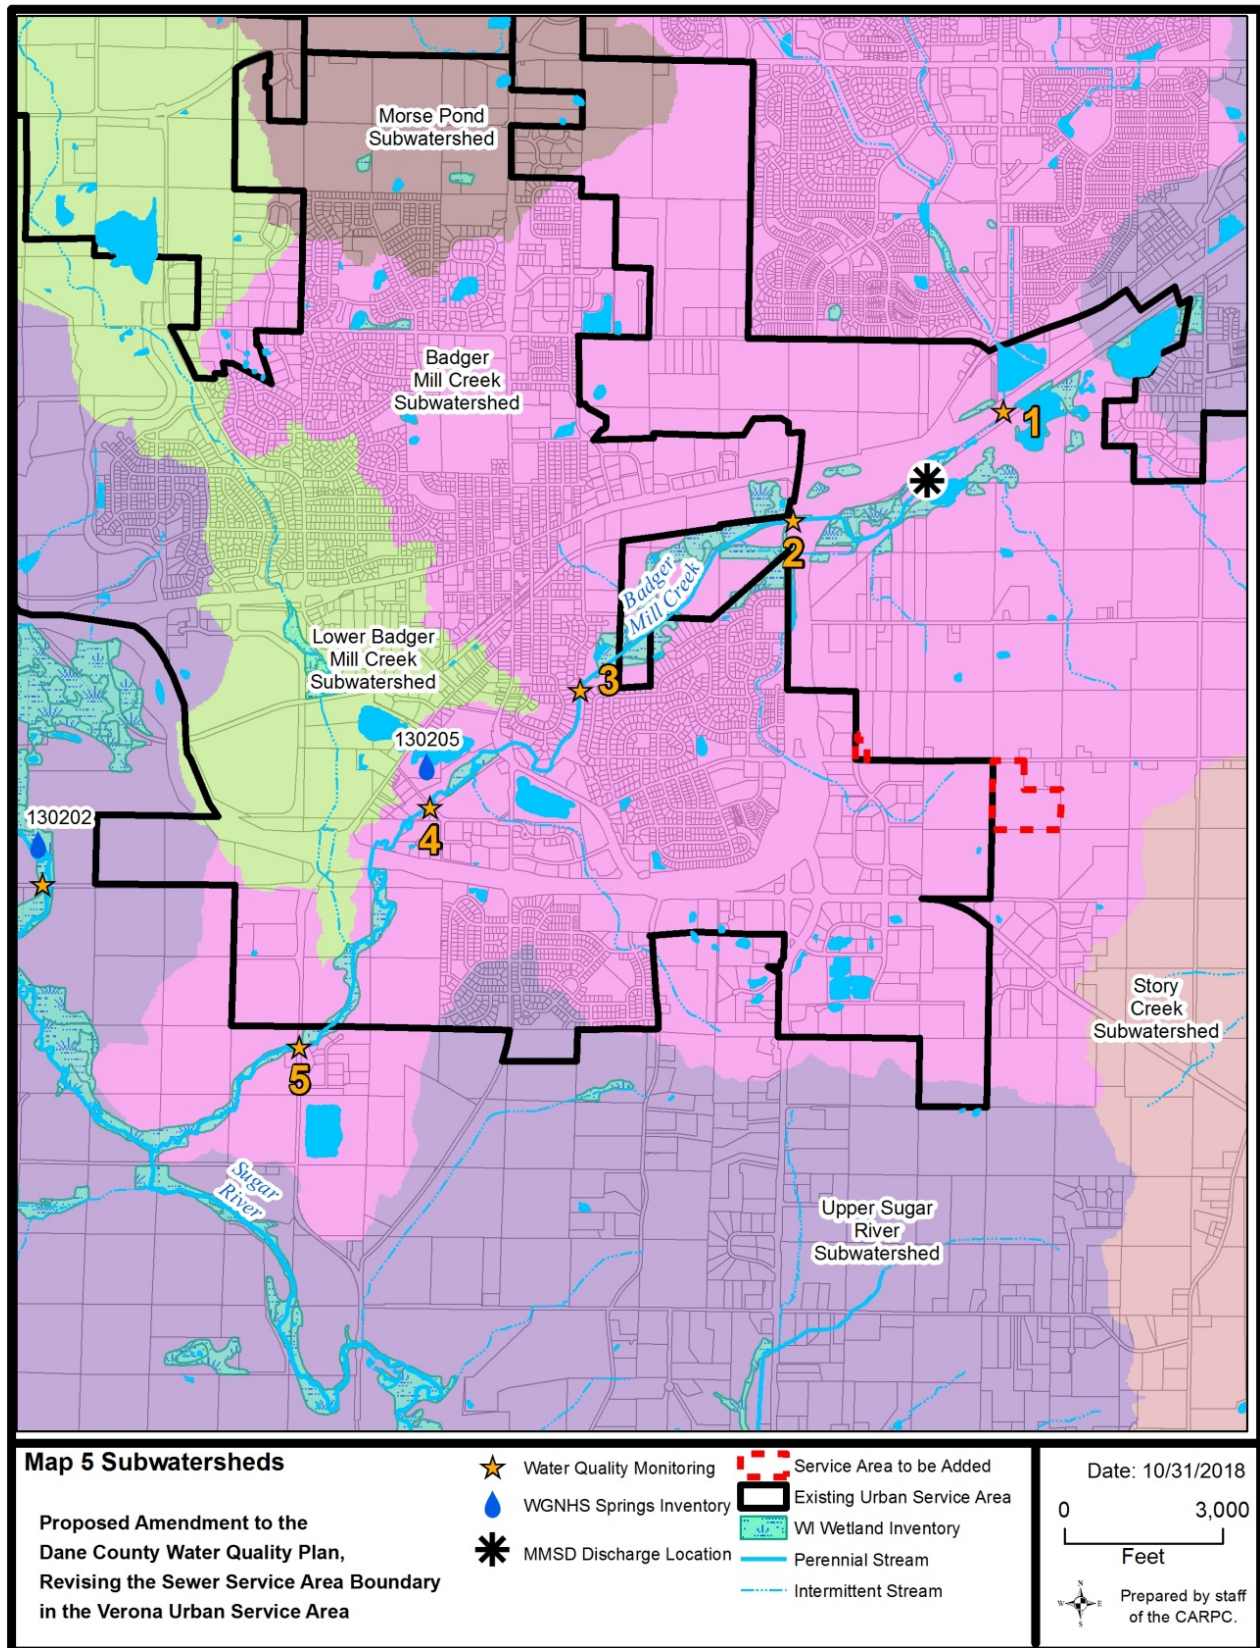 Morse Pond
Subwatershed
Badger
Mill Creek
Subwatershed
1
2
Badger
Mill Creek
Lower Badger
Mill Creek
Subwatershed
3
130205
4
130202
Story
Creek
Subwatershed
5
Sugar
River
Upper Sugar
River
Subwatershed
Map 5 Subwatersheds
Proposed Amendment to the
Dane County Water Quality Plan,
Revising the Sewer Service Area Boundary
in the Verona Urban Service Area
Water Quality Monitoring
WGNHS Springs Inventory
MMSD Discharge Location
Service Area to be Added
Existing Urban Service Area
WI Wetland Inventory
Perennial Stream
Intermittent Stream
Date: 10/31/2018
0 3,000
Feet
N
W E
S
Prepared by staff
of the CARPC.